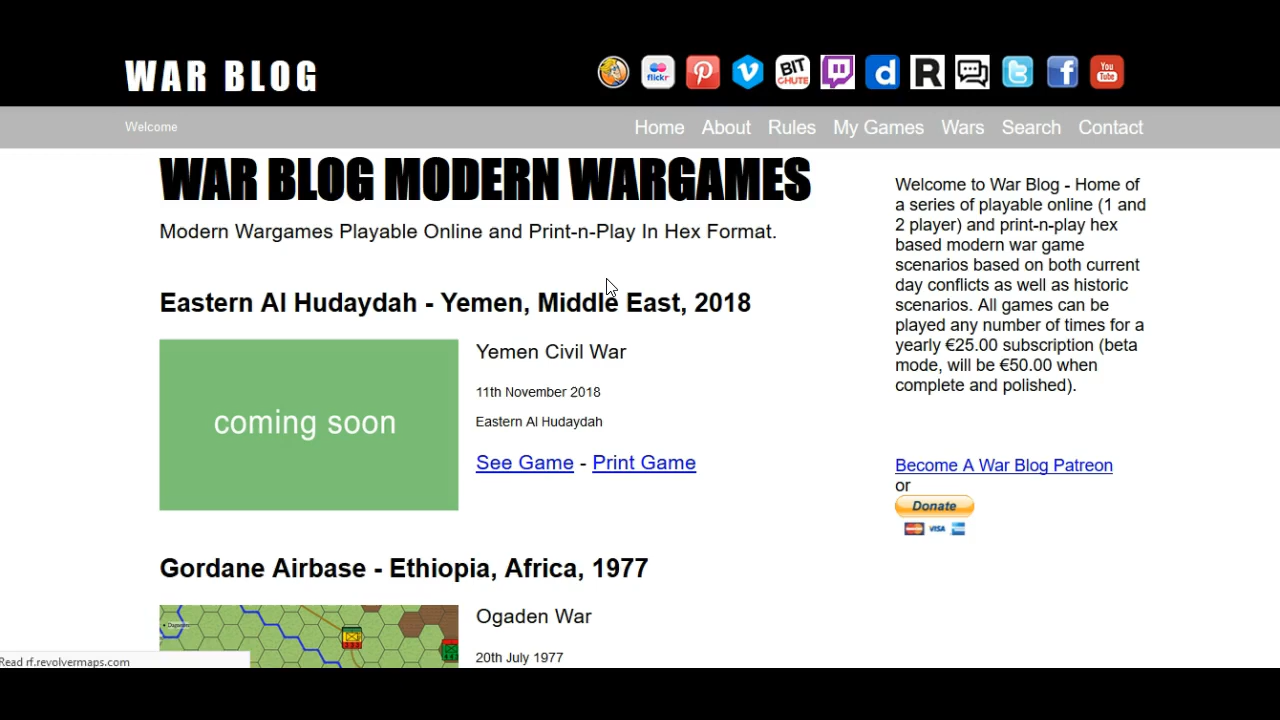 WAR BLOG
flickr
BIT
CHUTE
d
R
You
Tube
Welcome
Home About Rules My Games Wars Search Contact
WAR BLOG MODERN WARGAMES
Modern Wargames Playable Online and Print-n-Play In Hex Format.
Eastern Al Hudaydah - Yemen, Middle East, 2018
coming soon
Yemen Civil War
11th November 2018
Eastern Al Hudaydah
See Game - Print Game
Gordane Airbase - Ethiopia, Africa, 1977
Ogaden War
20th July 1977
Welcome to War Blog - Home of
a series of playable online (1 and
2 player) and print-n-play hex
based modern war game
scenarios based on both current
day conflicts as well as historic
scenarios. All games can be
played any number of times for a
yearly €25.00 subscription (beta
mode, will be €50.00 when
complete and polished).
Become A War Blog Patreon
or
Donate
VISA
Read rf.revolvermaps.com